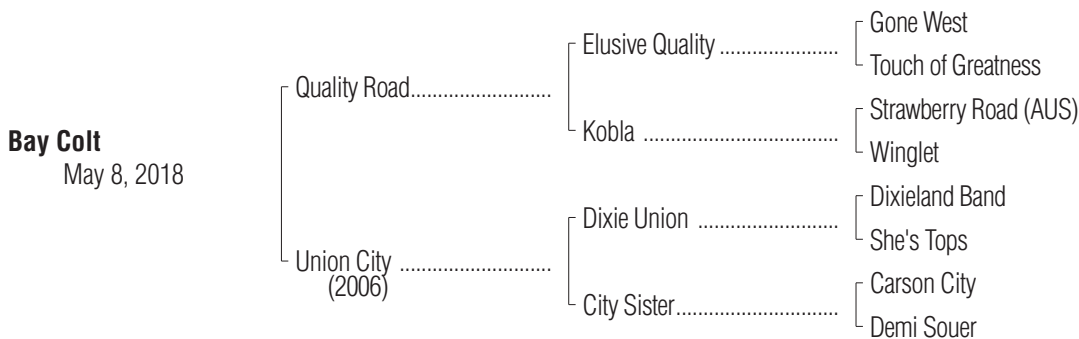 Gone West
Elusive Quality ........................
Touch of Greatness
Quality Road............................
Strawberry Road (AUS)
Kobla .......................................
Winglet
Bay Colt
May 8, 2018
Dixieland Band
Dixie Union ............................
She's Tops
Union City ..............................
(2006)
Carson City
City Sister................................
Demi Souer